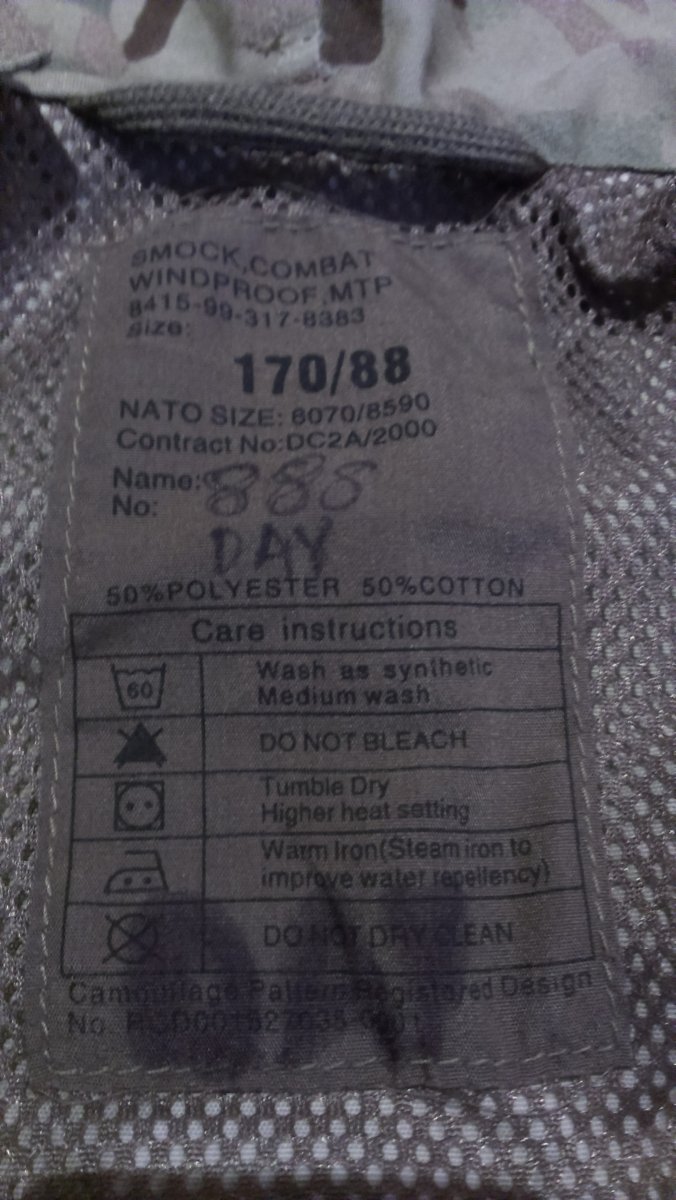 SMOCK,COMBAT
WINDPROOF,MTP
8415-99-317-8383
Size:
170/88
NATO SIZE: 6070/8590
Contract No:DC2A/2000
Name: 885
No:
DAY
50%POLYESTER 50%COTTON
Care instructions
60
Wash as synthetic
Medium wash
DO NOT BLEACH
Tumble Dry
Higher heat setting
Warm Iron(Steam iron to
improve water repellency)
DO NOT DRY CLEAN
Camouflage Pattern Registered Design
No.